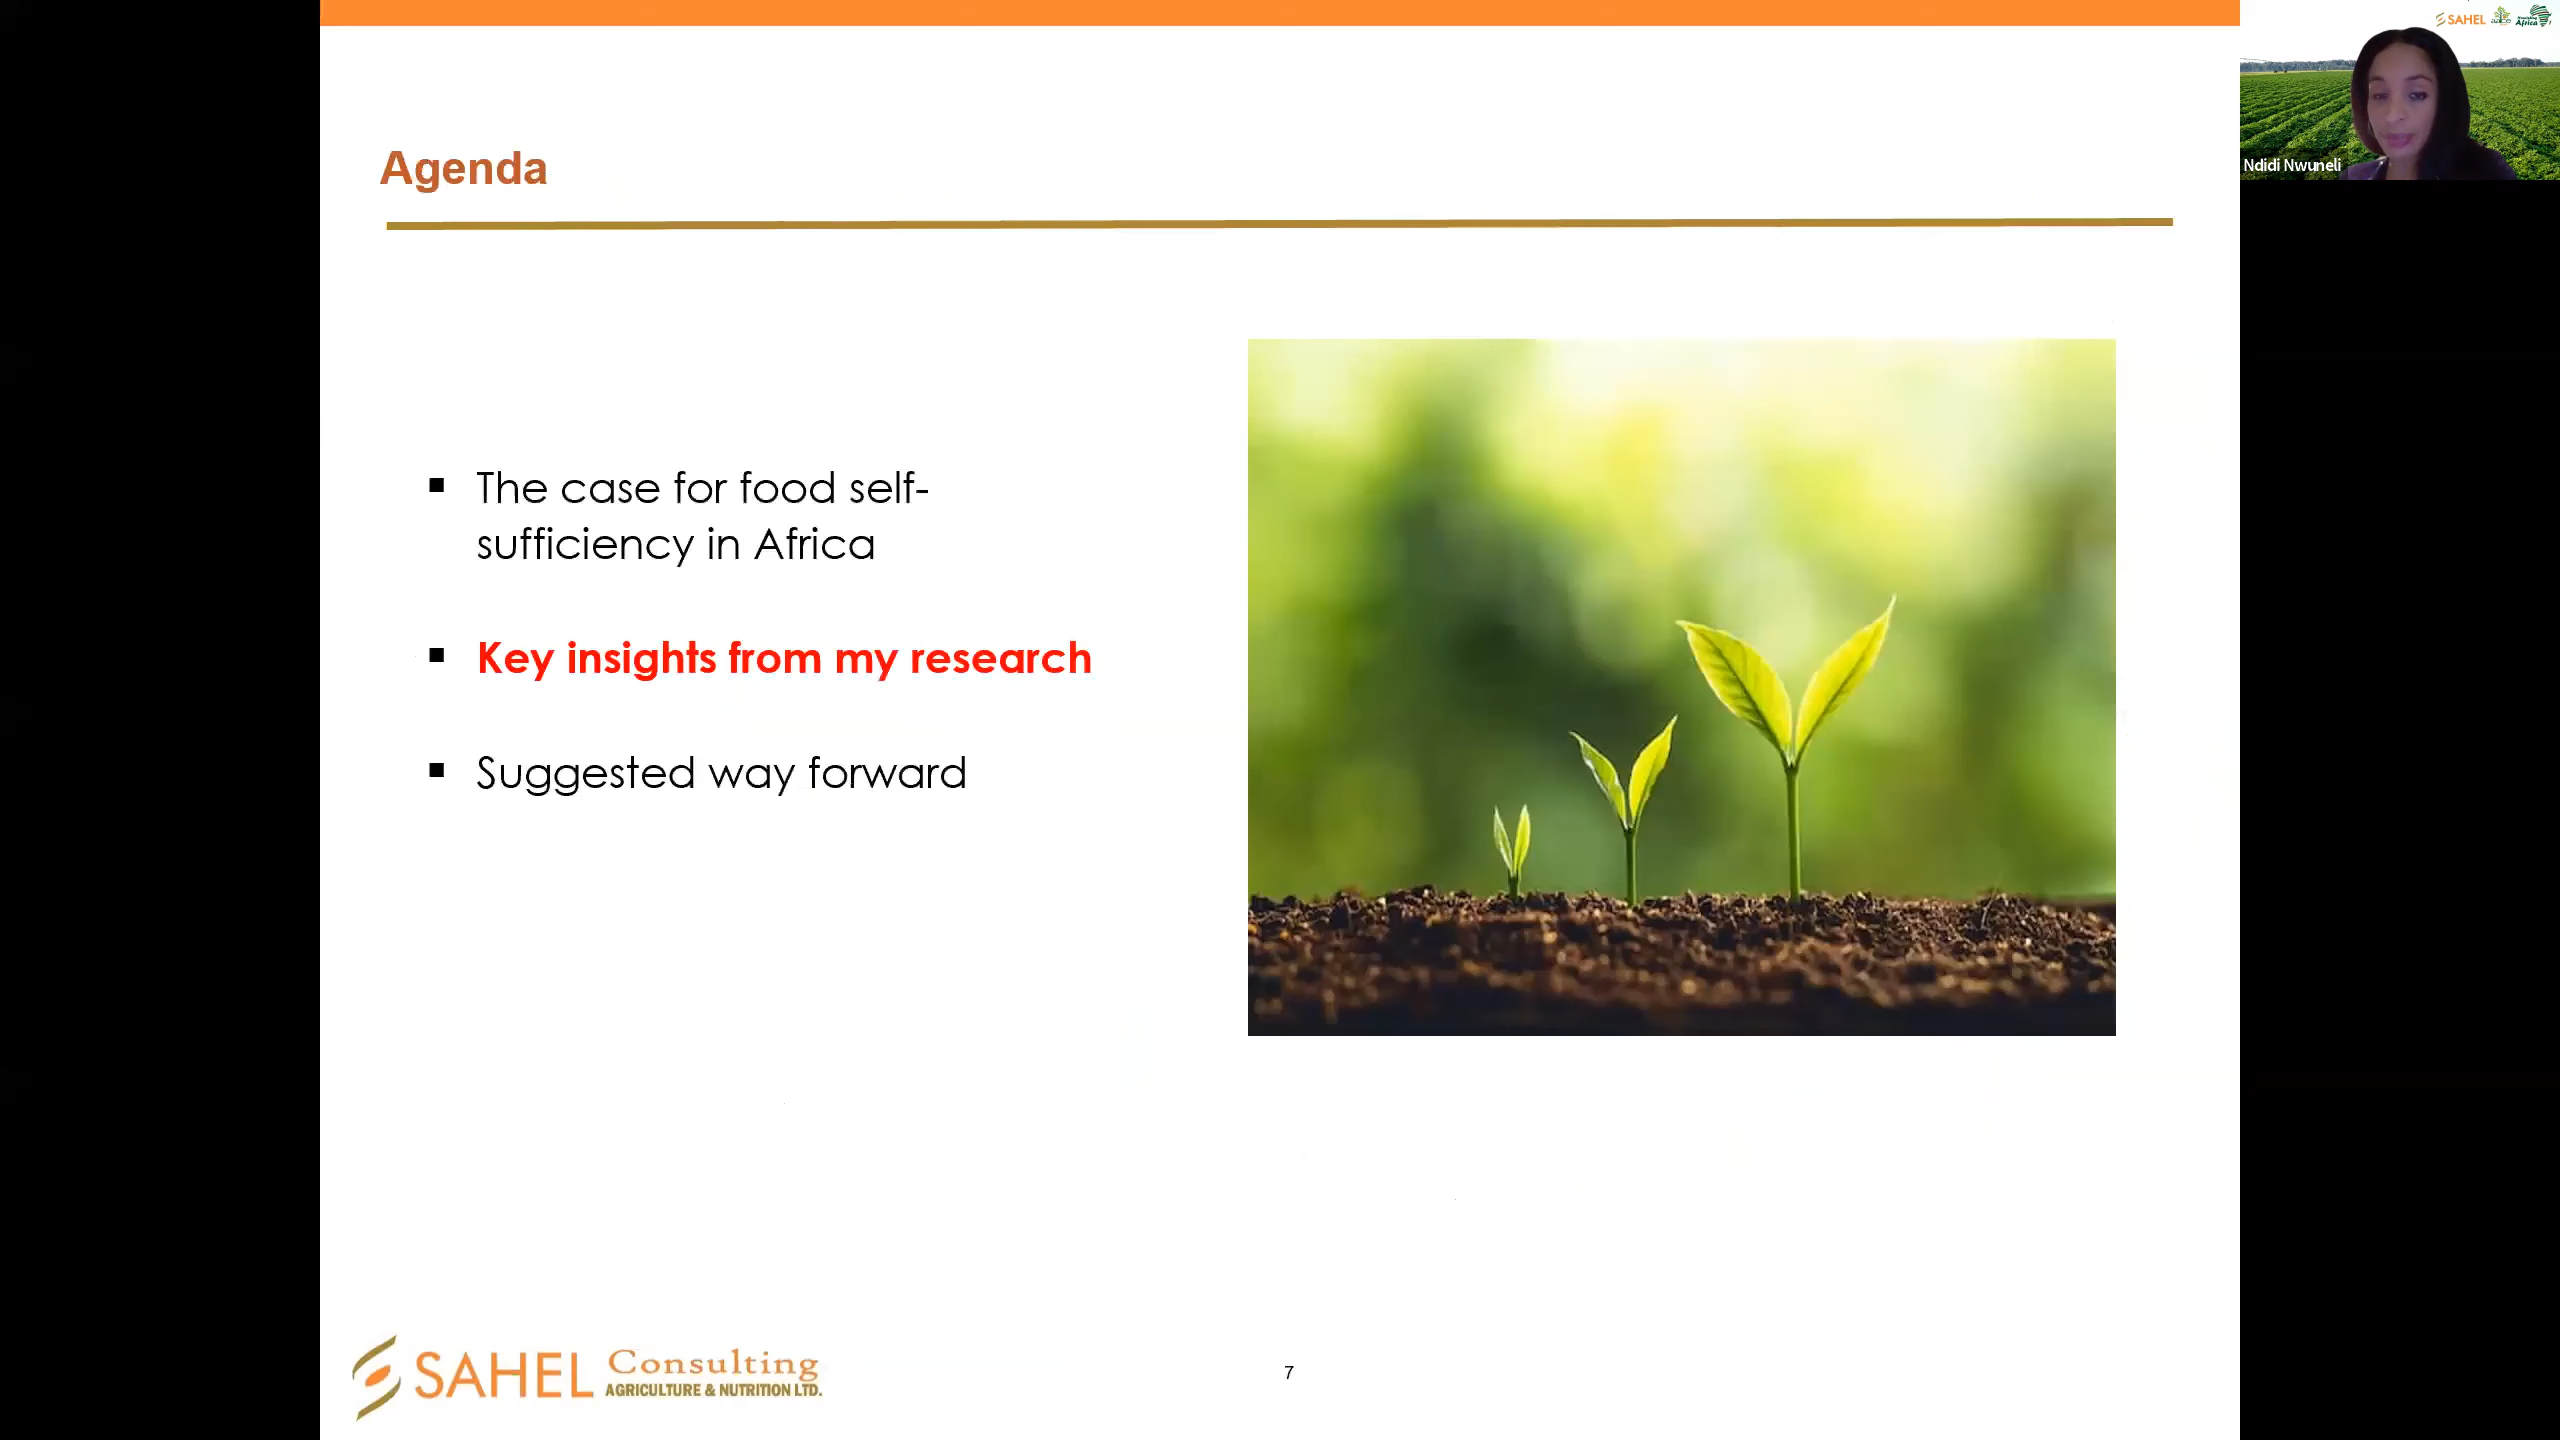 SAHEL
Africa
Ndidi Nwuneli
Agenda
▪ The case for food self-
sufficiency in Africa
▪ Key insights from my research
▪ Suggested way forward
SAHEL Consulting
AGRICULTURE & NUTRITION LTD.
7